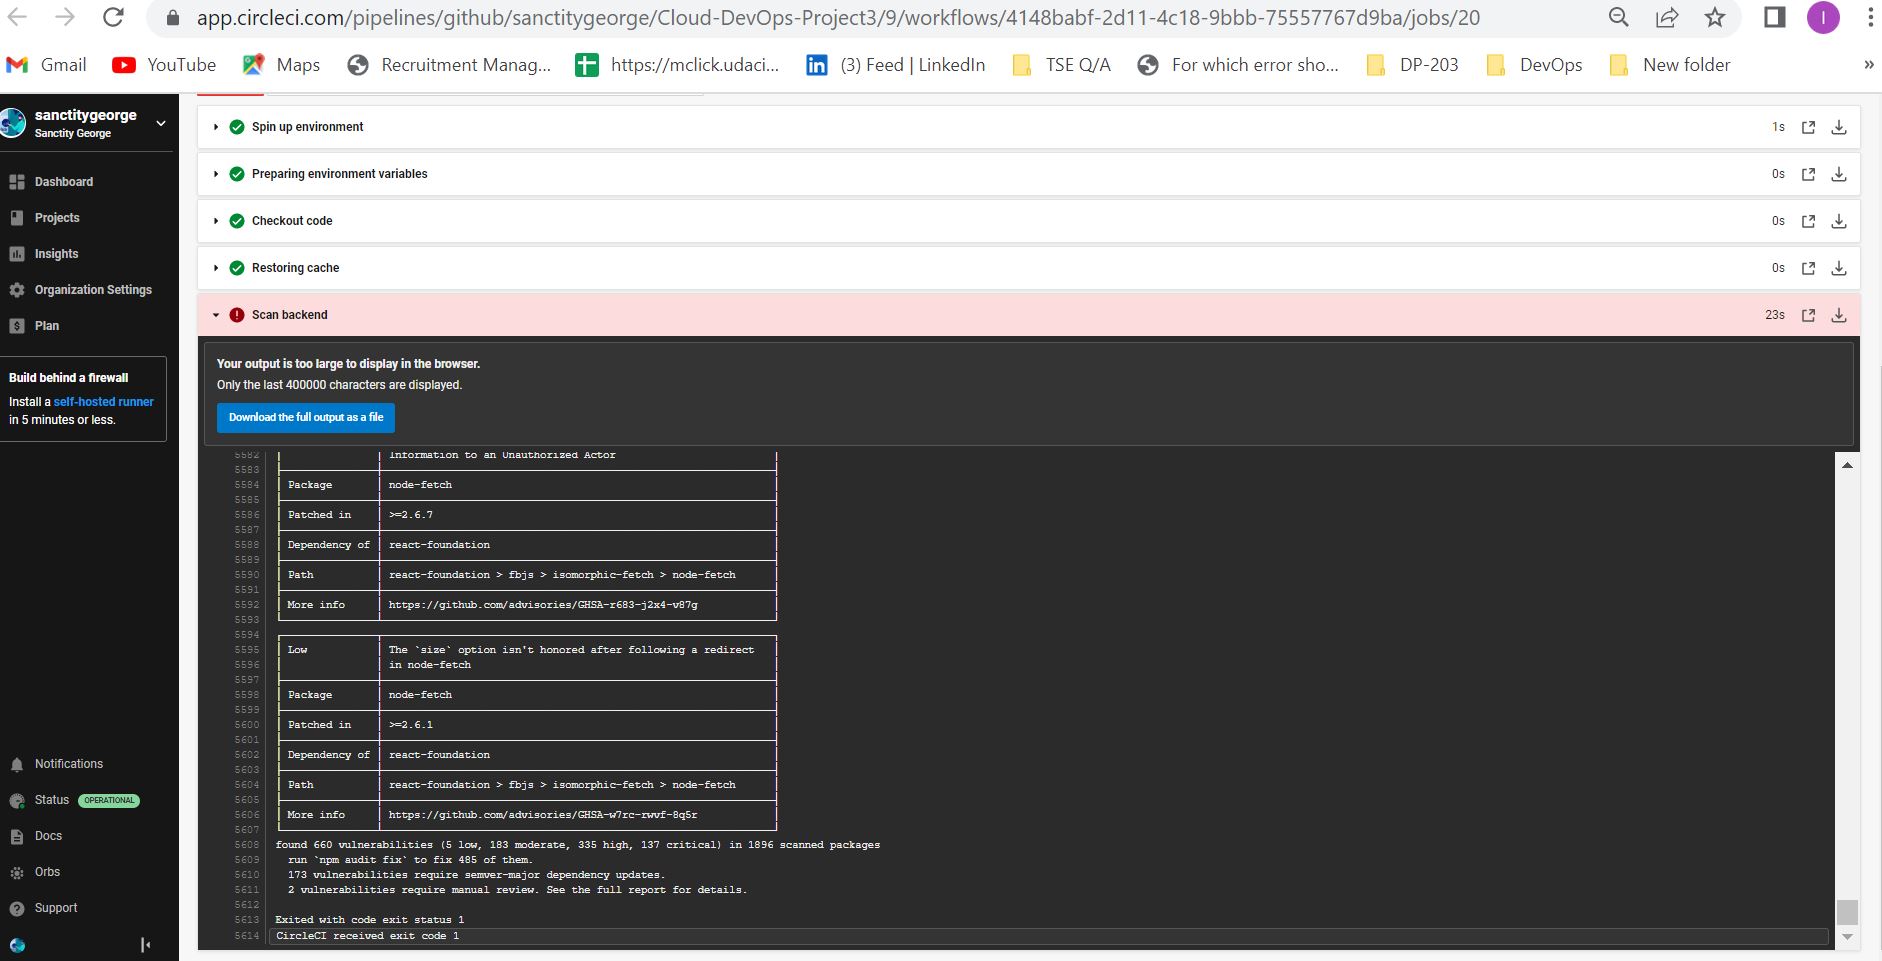 app.circleci.com/pipelines/github/sanctitygeorge/Cloud-DevOps-Project3/9/workflows/4148babf-2d11-4c18-9bbb-75557767d9ba/jobs/20
I
Gmail YouTube Maps Recruitment Manag... https://mclick.udaci... (3) Feed | LinkedIn TSE Q/A For which error sho... DP-203 DevOps New folder »
sanctitygeorge
Sanctity George
Dashboard
Projects
Insights
Organization Settings
Plan
Build behind a firewall
Install a self-hosted runner
in 5 minutes or less.
Notifications
Status OPERATIONAL
Docs
Orbs
Support
Spin up environment 1s
Preparing environment variables 0s
Checkout code 0s
Restoring cache 0s
Scan backend 23s
Your output is too large to display in the browser.
Only the last 400000 characters are displayed.
Download the full output as a file
5582 Information to an Unauthorized Actor
5583
5584 Package node-fetch
5585
5586 Patched in >=2.6.7
5587
5588 Dependency of react-foundation
5589
5590 Path react-foundation > fbjs > isomorphic-fetch > node-fetch
5591
5592 More info https://github.com/advisories/GHSA-r683-j2x4-v87g
5593
5594
5595 Low The `size` option isn't honored after following a redirect
5596 in node-fetch
5597
5598 Package node-fetch
5599
5600 Patched in >=2.6.1
5601
5602 Dependency of react-foundation
5603
5604 Path react-foundation > fbjs > isomorphic-fetch > node-fetch
5605
5606 More info https://github.com/advisories/GHSA-w7rc-rwvf-8q5r
5607
5608 found 660 vulnerabilities (5 low, 183 moderate, 335 high, 137 critical) in 1896 scanned packages
5609 run `npm audit fix` to fix 485 of them.
5610 173 vulnerabilities require semver-major dependency updates.
5611 2 vulnerabilities require manual review. See the full report for details.
5612
5613 Exited with code exit status 1
5614 CircleCI received exit code 1